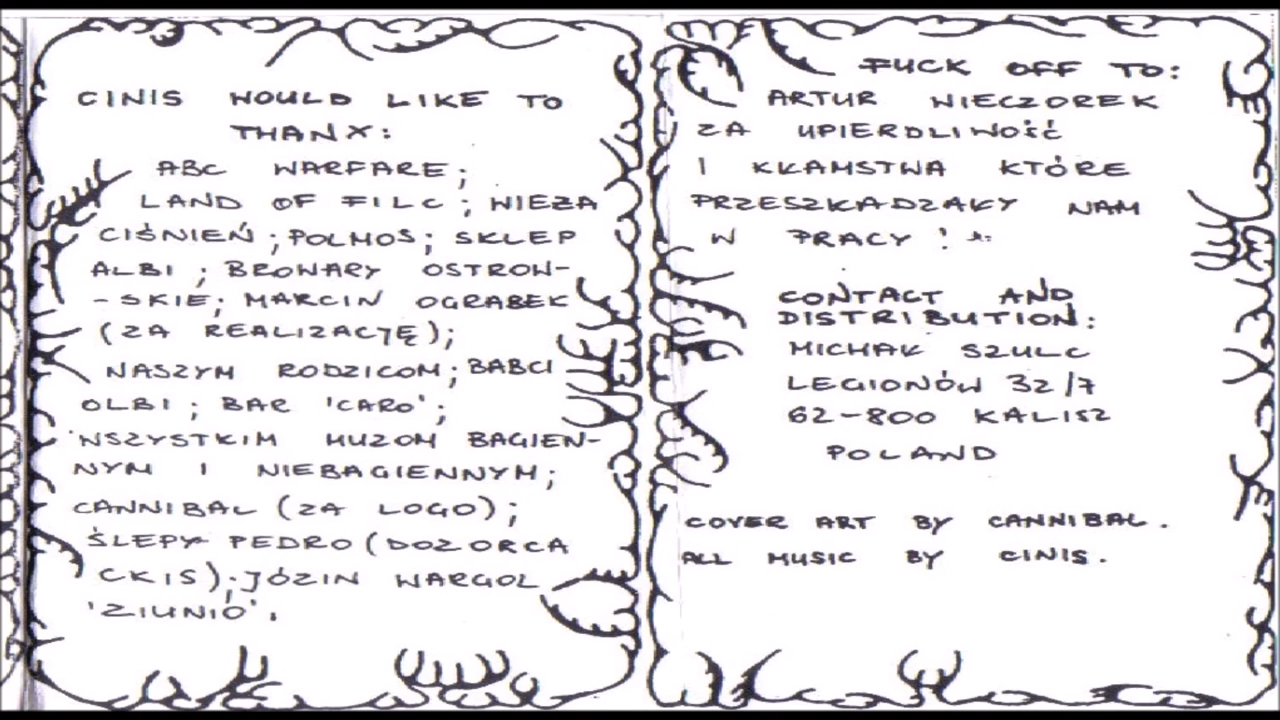 CINIS WOULD LIKE TO
THANX:
ABC WARFARE;
LAND OF FILC; WIEŻA
CIŚNIEŃ; POLMOS; SKLEP
ALBI; BROWARY OSTROW-
-SKIE; MARCIN OGRABEK
(ZA REALIZACJĘ);
NASZYM RODZICOM; BABCI
OLBI; BAR 'CARO';
WSZYSTKIM MUZOM BAGIEN-
NYM I NIEBAGIENNYM;
CANNIBAL (ZA LOGO);
ŚLEPY PEDRO (DOZORCA
CKIS); JÓZIN WARGOL
'ZIUNIO'.
FUCK OFF TO:
ARTUR WIECZOREK
ZA UPIERDLIWOŚĆ
I KŁAMSTWA KTÓRE
PRZESZKADZAŁY NAM
W PRACY!
CONTACT AND
DISTRIBUTION:
MICHAŁ SZULC
LEGIONÓW 32/7
62-800 KALISZ
POLAND
COVER ART BY CANNIBAL.
ALL MUSIC BY CINIS.